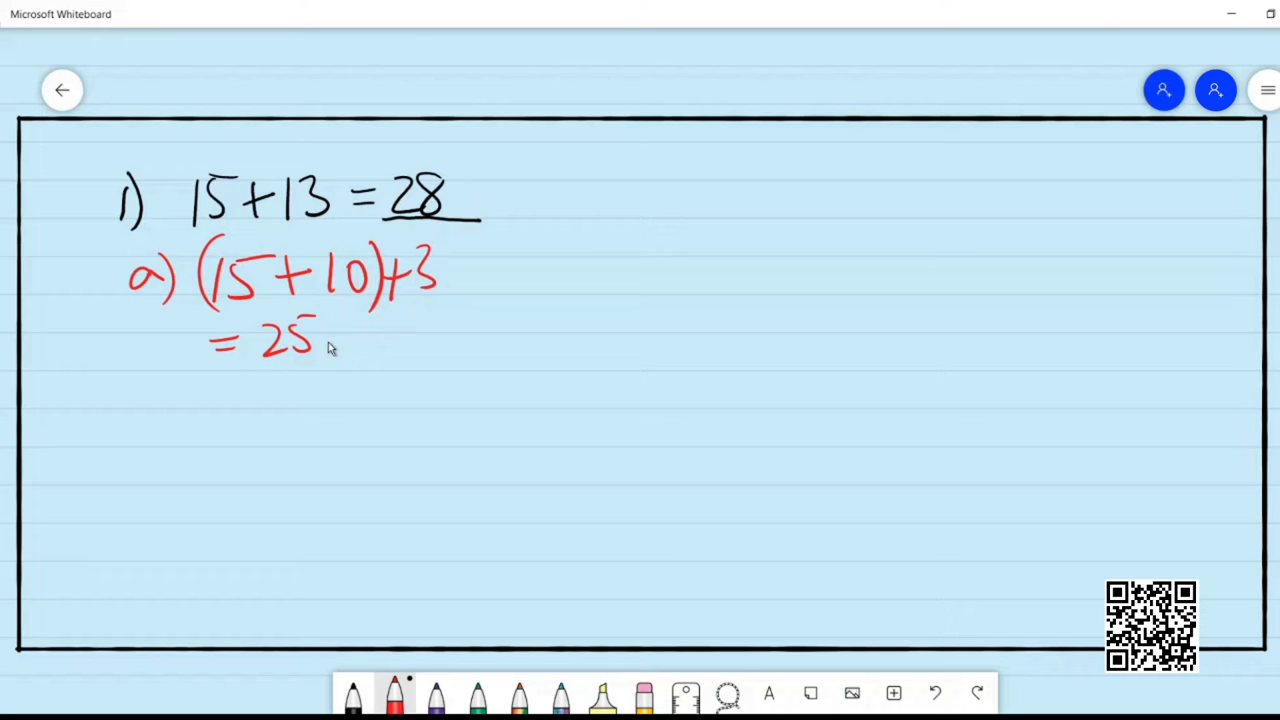 Microsoft Whiteboard
1) 15+13 = 28
a) (15+10)+3
= 25
A